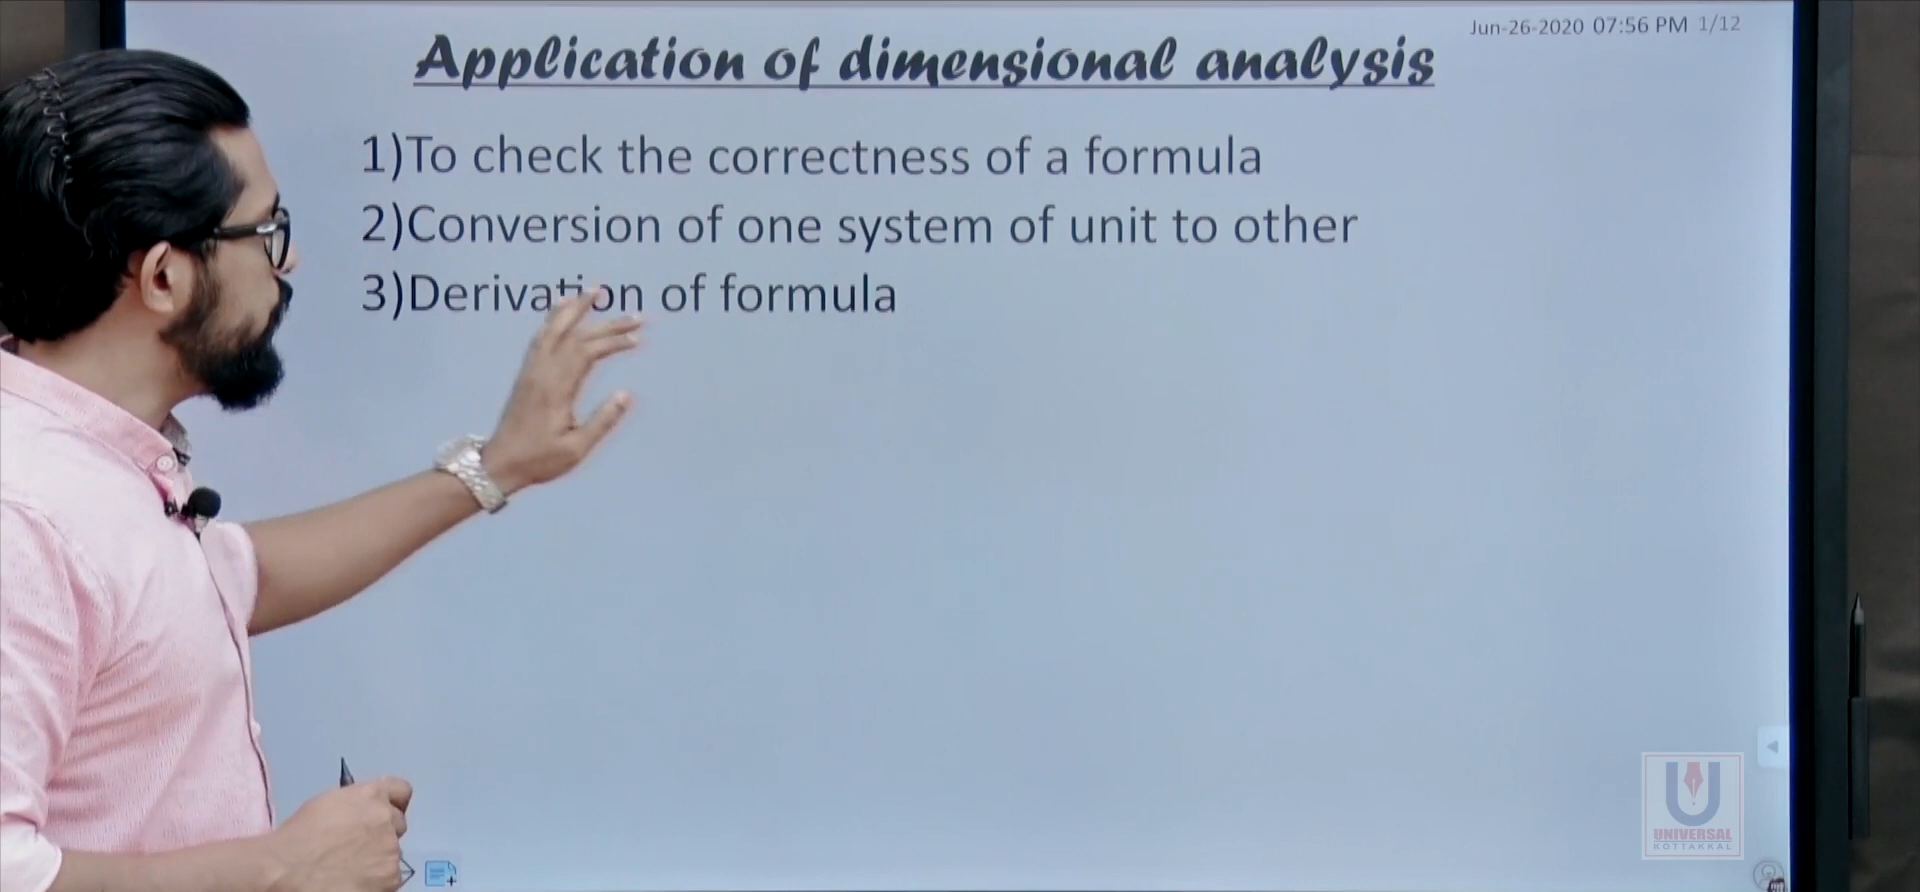 Jun-26-2020 07:56 PM 1/12
Application of dimensional analysis
1)To check the correctness of a formula
2)Conversion of one system of unit to other
3)Derivation of formula
UNIVERSAL
KOTTAKKAL